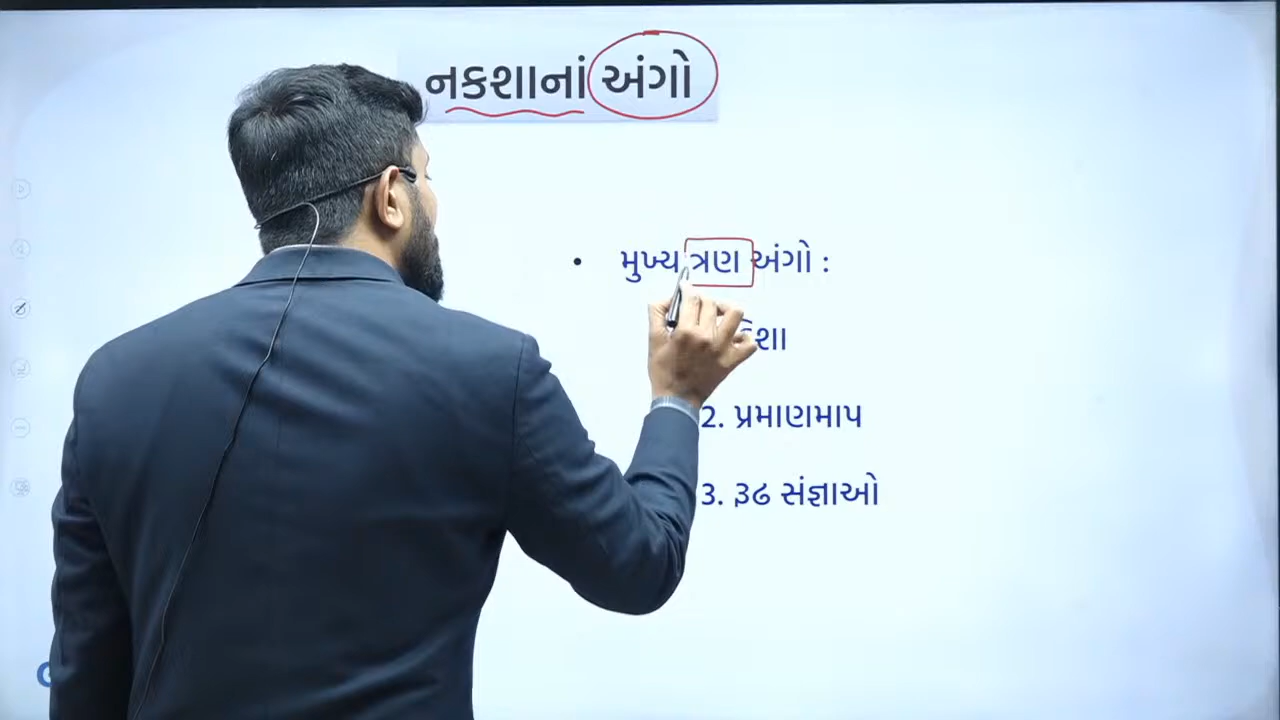 નકશાનાં અંગો
• મુખ્ય ત્રણ અંગો :
2. પ્રમાણમાપ
3. રૂઢ સંજ્ઞાઓ